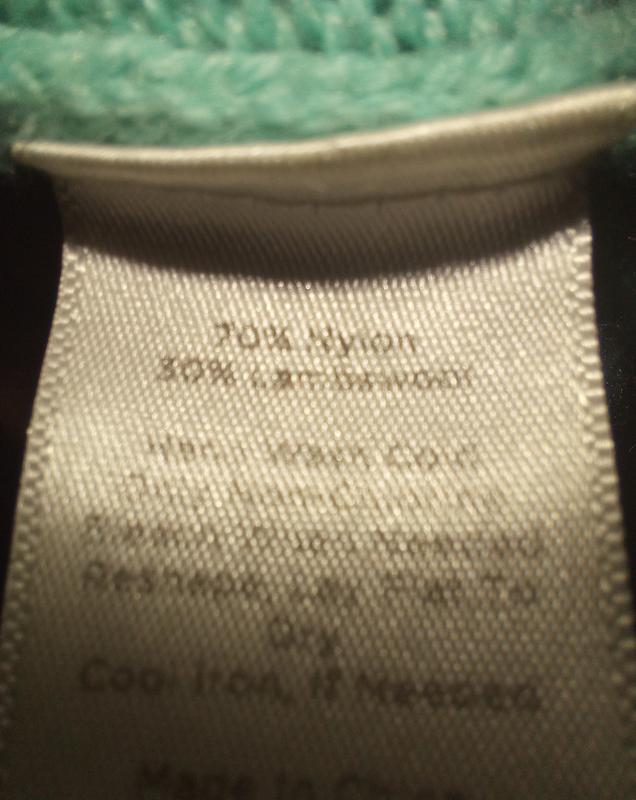 70% Nylon
30% Lambswool
Hand Wash Cold
Only Non-Chlorine
Bleach When Needed
Reshape, Lay Flat To
Dry
Cool Iron, If Needed
Made in China